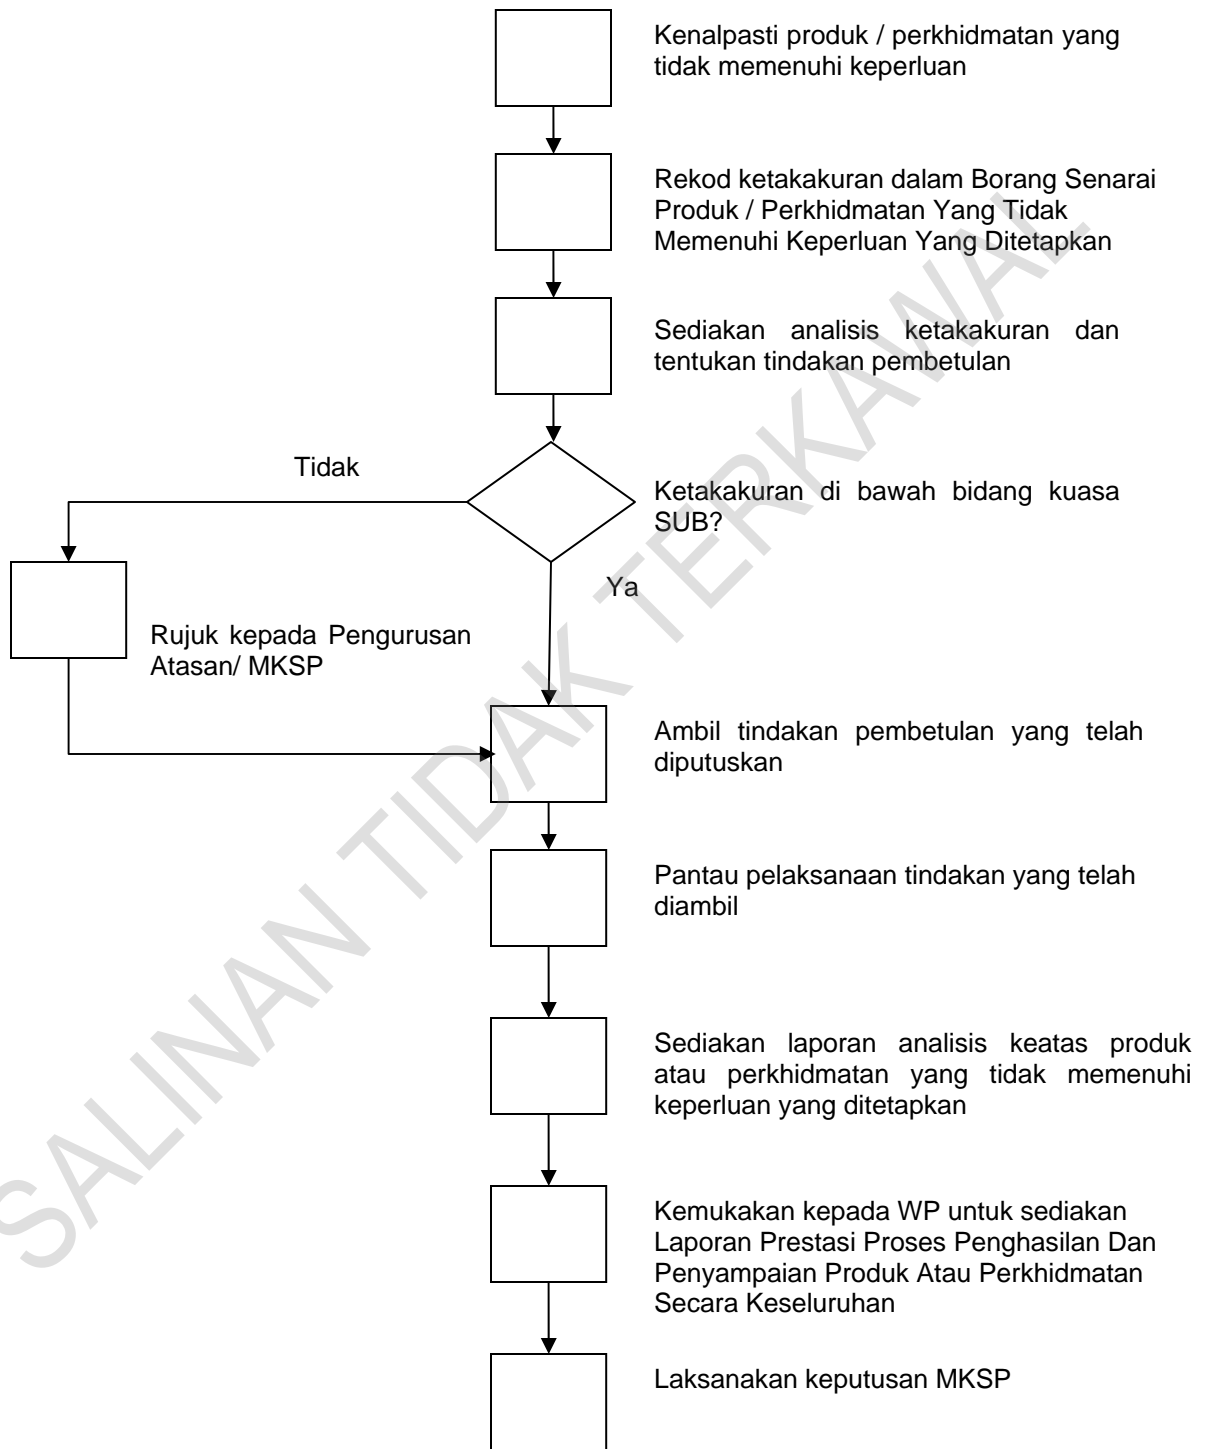 Kenalpasti produk / perkhidmatan yang
tidak memenuhi keperluan
Rekod ketakakuran dalam Borang Senarai
Produk / Perkhidmatan Yang Tidak
Memenuhi Keperluan Yang Ditetapkan
Sediakan analisis ketakakuran dan
tentukan tindakan pembetulan
Tidak
Ketakakuran di bawah bidang kuasa
SUB?
Ya
Rujuk kepada Pengurusan
Atasan/ MKSP
Ambil tindakan pembetulan yang telah
diputuskan
Pantau pelaksanaan tindakan yang telah
diambil
Sediakan laporan analisis keatas produk
atau perkhidmatan yang tidak memenuhi
keperluan yang ditetapkan
Kemukakan kepada WP untuk sediakan
Laporan Prestasi Proses Penghasilan Dan
Penyampaian Produk Atau Perkhidmatan
Secara Keseluruhan
Laksanakan keputusan MKSP
SALINAN TIDAK TERKAWAL